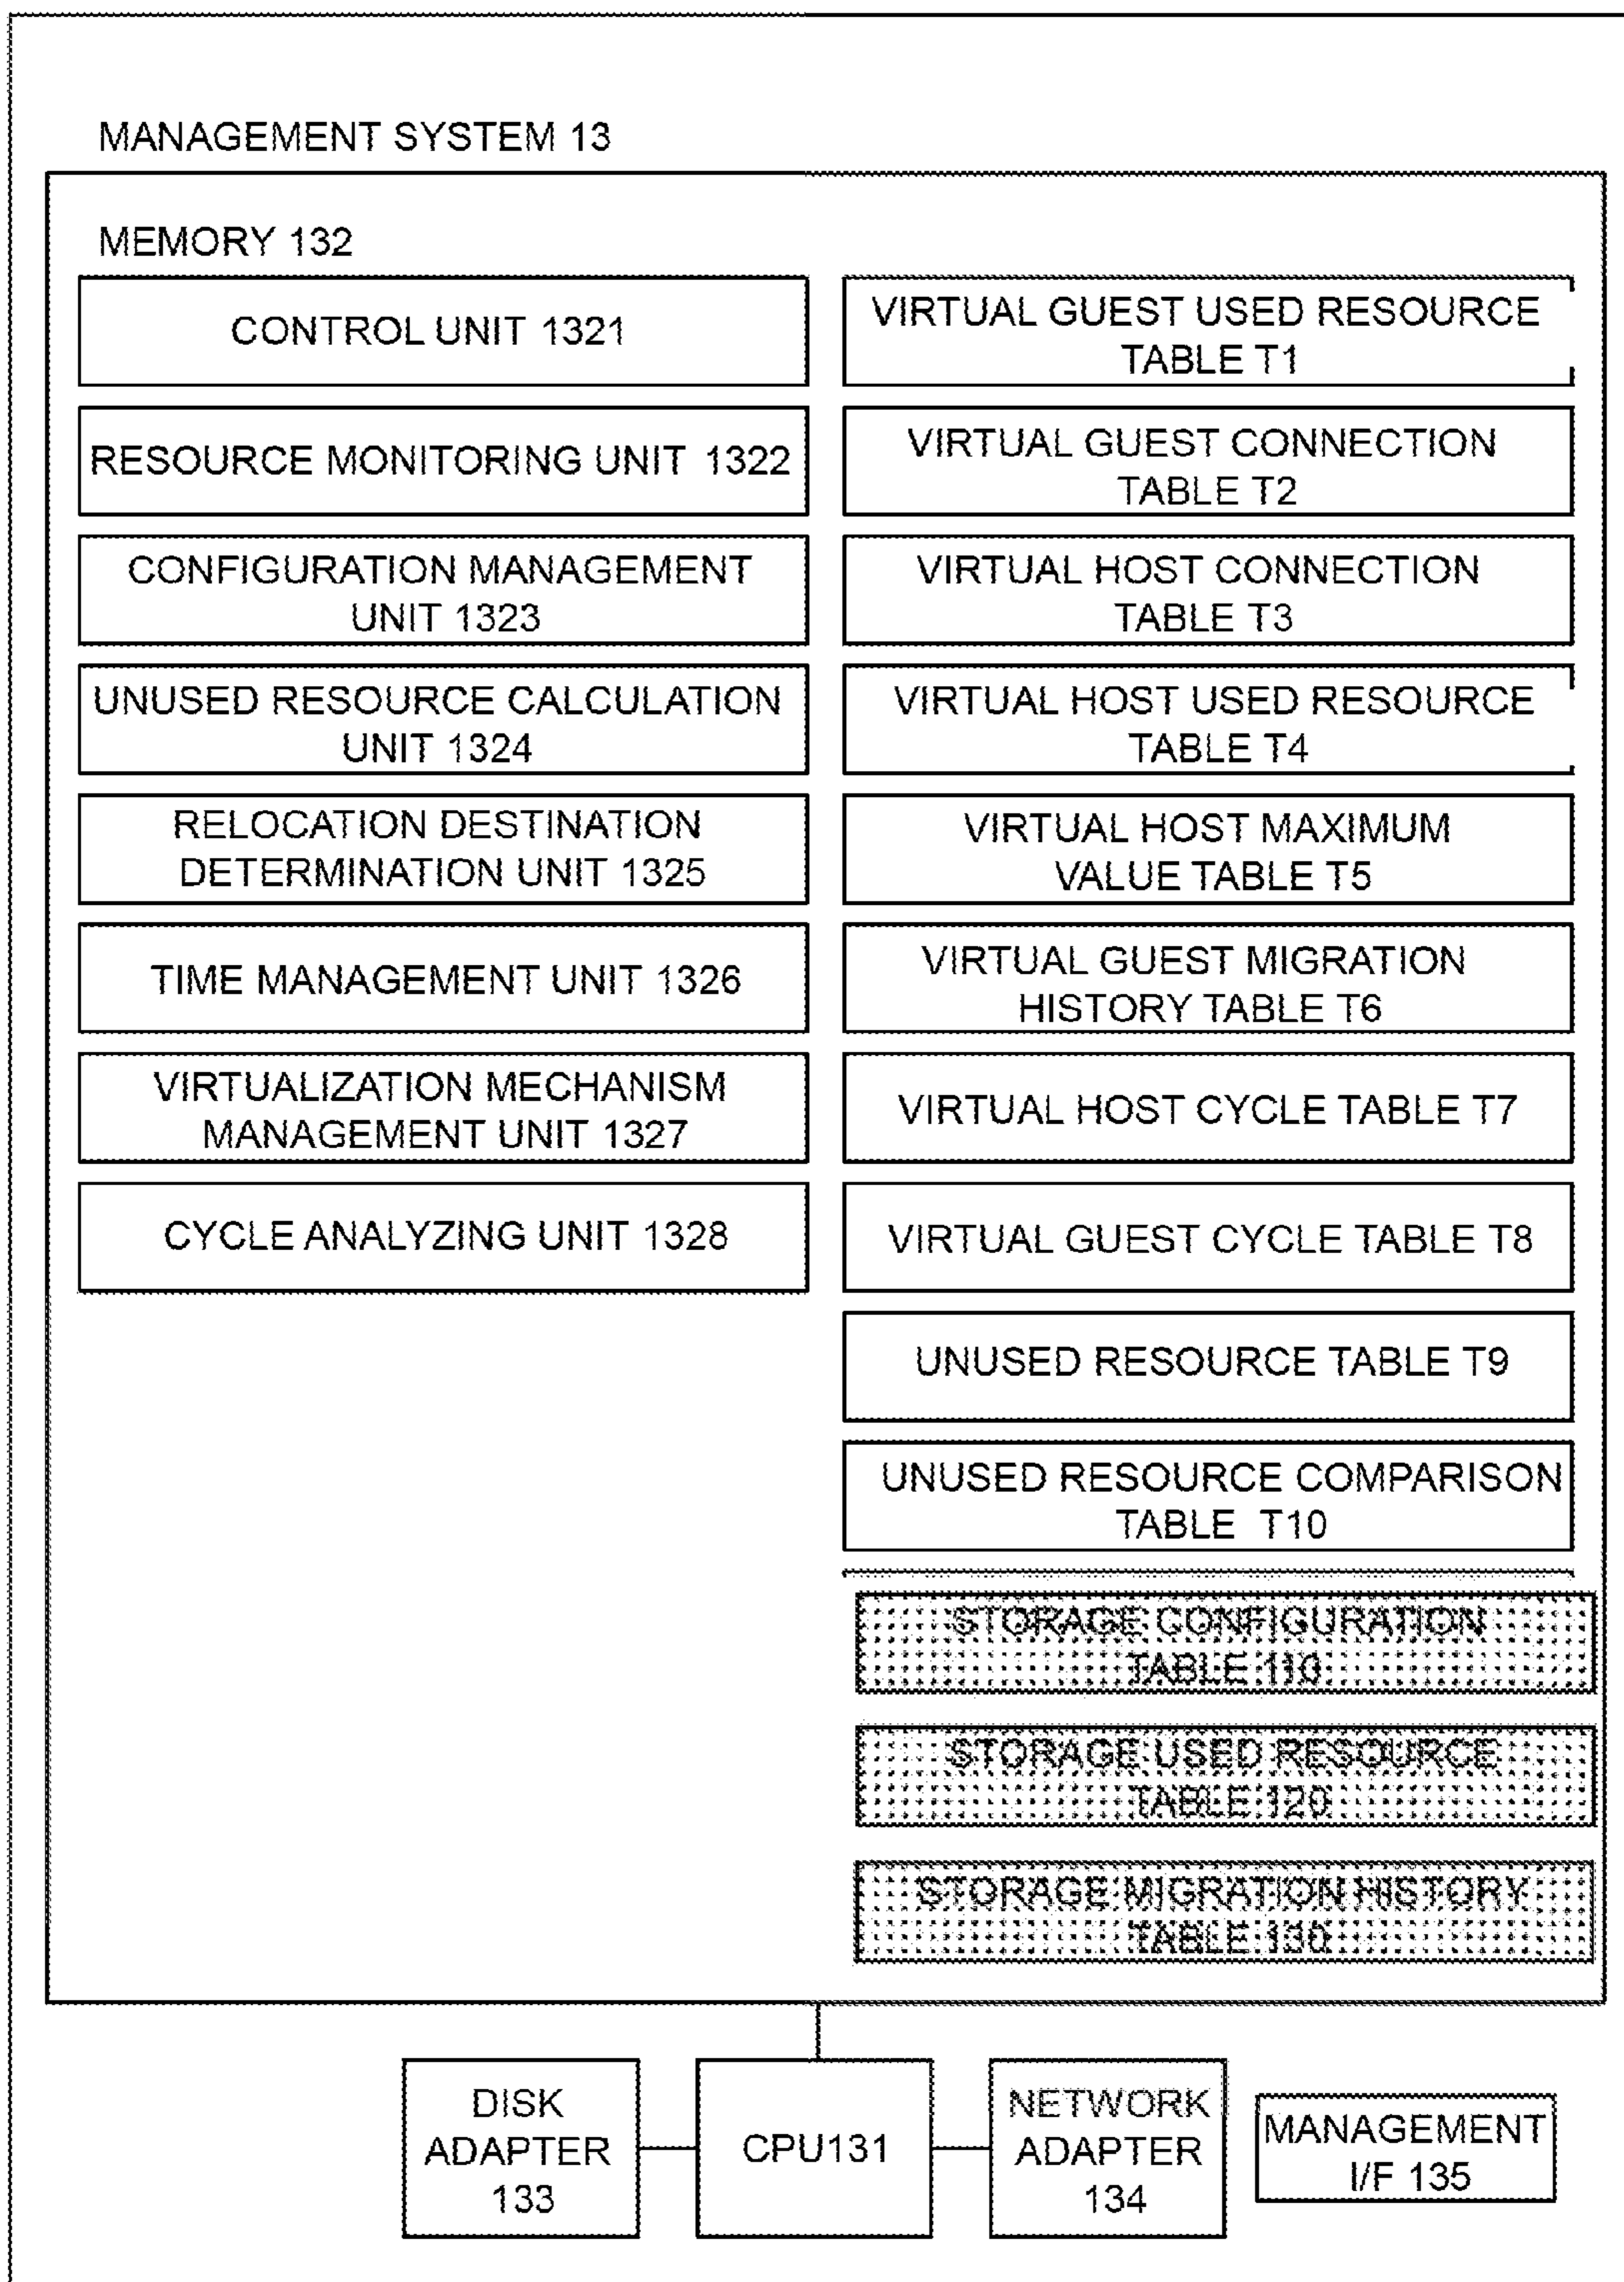 MANAGEMENT SYSTEM 13
MEMORY 132
CONTROL UNIT 1321
RESOURCE MONITORING UNIT 1322
CONFIGURATION MANAGEMENT
UNIT 1323
UNUSED RESOURCE CALCULATION
UNIT 1324
RELOCATION DESTINATION
DETERMINATION UNIT 1325
TIME MANAGEMENT UNIT 1326
VIRTUALIZATION MECHANISM
MANAGEMENT UNIT 1327
CYCLE ANALYZING UNIT 1328
VIRTUAL GUEST USED RESOURCE
TABLE T1
VIRTUAL GUEST CONNECTION
TABLE T2
VIRTUAL HOST CONNECTION
TABLE T3
VIRTUAL HOST USED RESOURCE
TABLE T4
VIRTUAL HOST MAXIMUM
VALUE TABLE T5
VIRTUAL GUEST MIGRATION
HISTORY TABLE T6
VIRTUAL HOST CYCLE TABLE T7
VIRTUAL GUEST CYCLE TABLE T8
UNUSED RESOURCE TABLE T9
UNUSED RESOURCE COMPARISON
TABLE T10
STORAGE CONFIGURATION
TABLE 110
STORAGE USED RESOURCE
TABLE 120
STORAGE MIGRATION HISTORY
TABLE 130
DISK
ADAPTER
133
CPU131
NETWORK
ADAPTER
134
MANAGEMENT
I/F 135